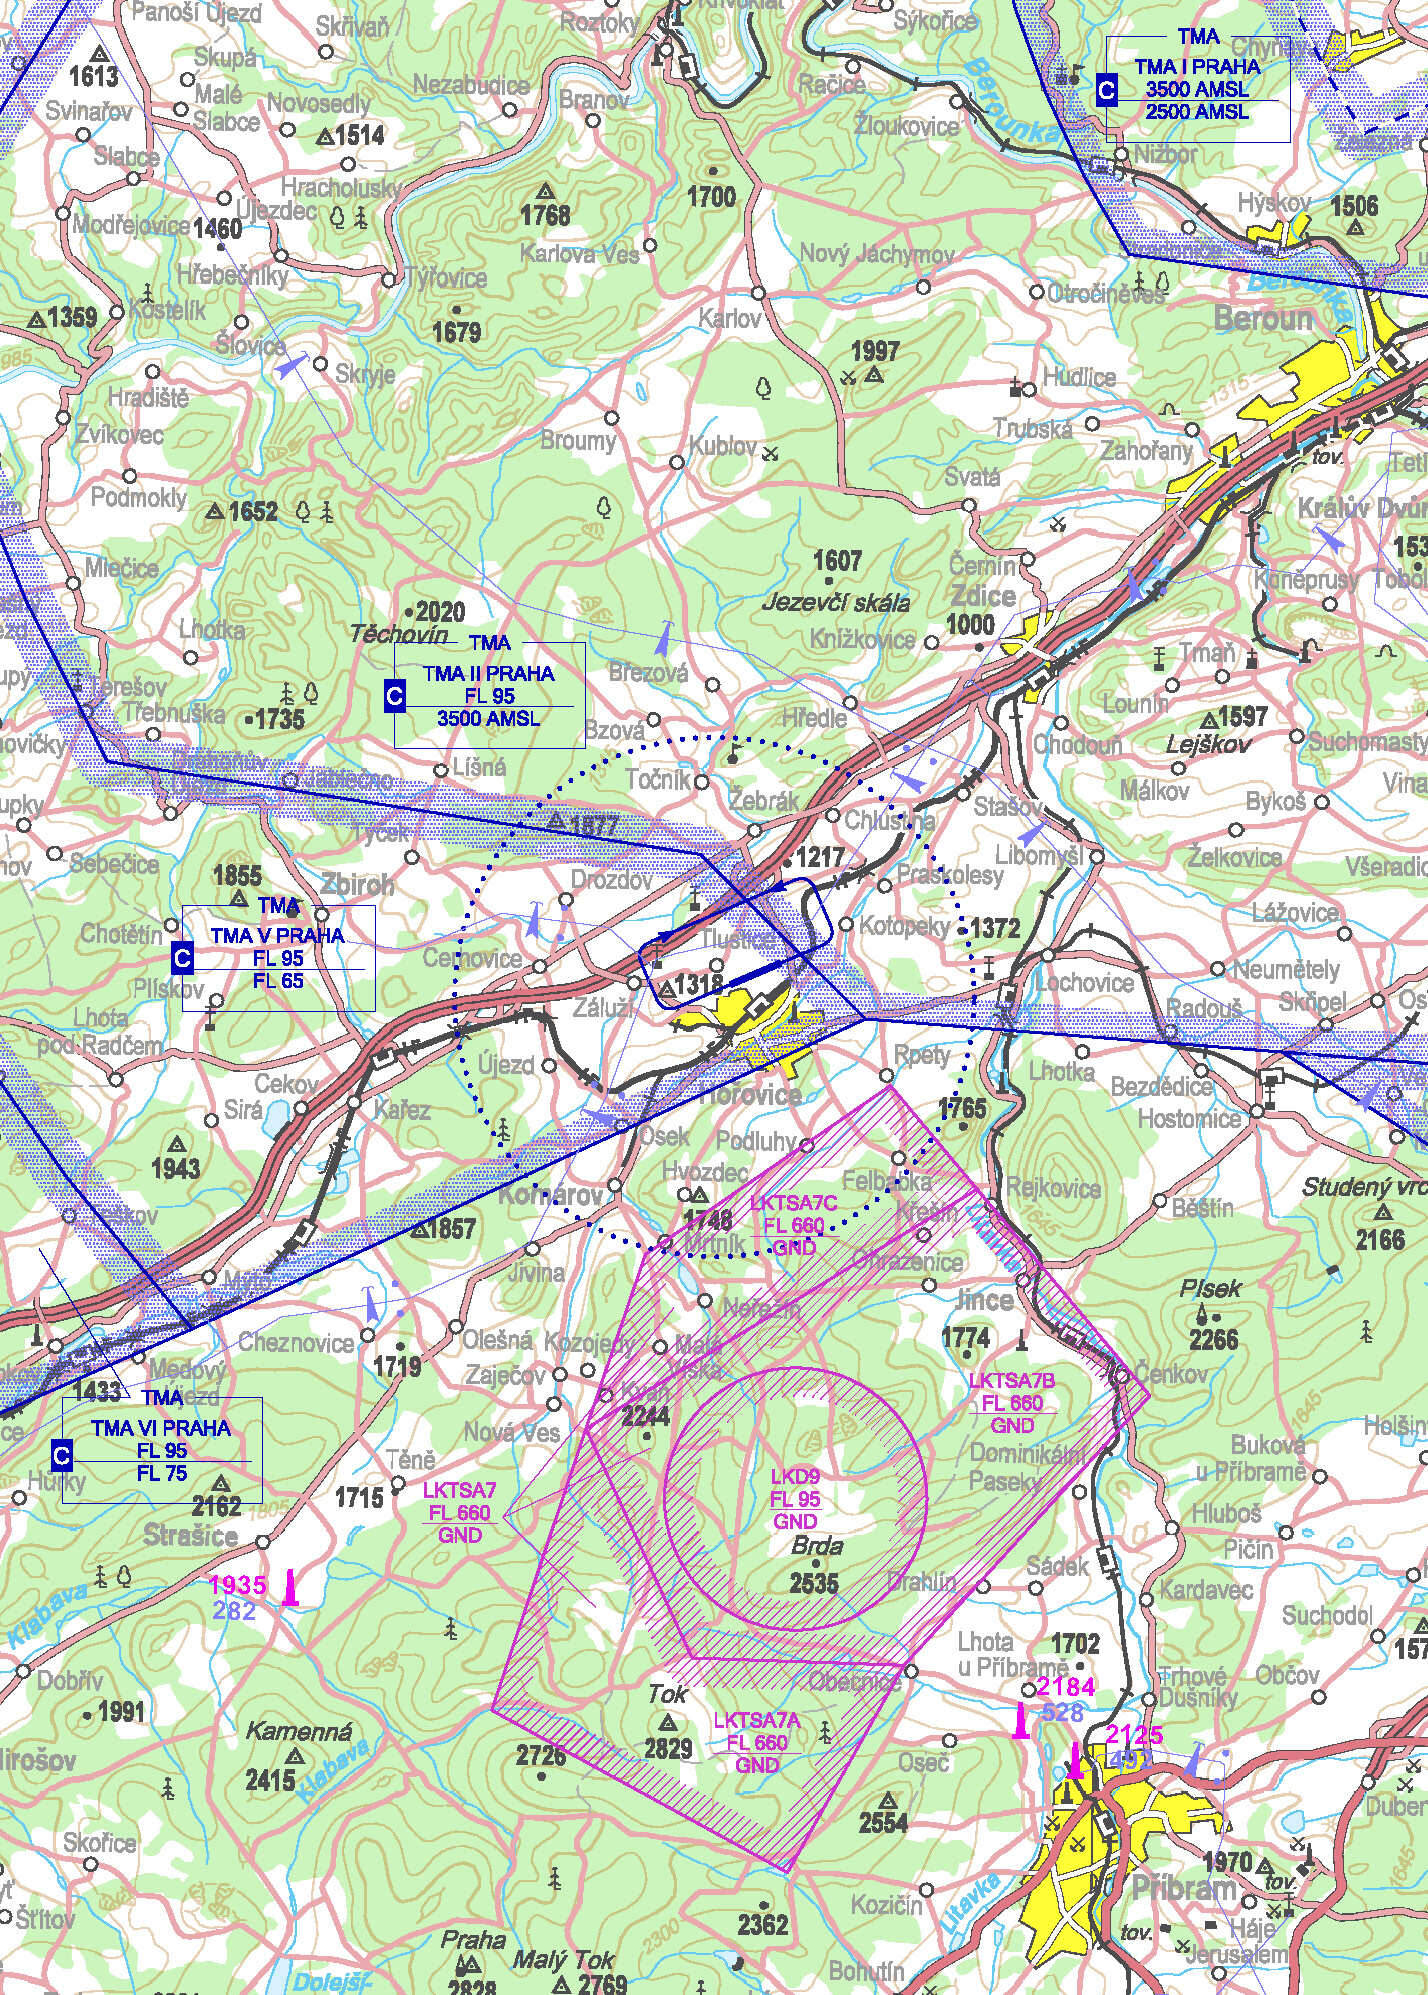 Panoší Újezd
Skřivaň
Roztoky
Křivoklát
Sýkořice
TMA
TMA I PRAHA
3500 AMSL
C
2500 AMSL
1613
Skupá
Malé
Slabce
Novosedly
Nezabudice
Branov
Račice
Berounka
Žloukovice
Svinařov
1514
Slabce
Hracholusky
Nižbor
Modřejovice
1460
Újezdec
1768
1700
Hýskov
1506
Hřebečníky
Týřovice
Karlova Ves
Nový Jáchymov
Otročiněves
Berounka
1359
Kostelík
1679
Karlov
Beroun
985
Šlovice
Skryje
1997
Hudlice
1315
Hradiště
Zvíkovec
Broumy
Kublov
Trubská
Zahořany
tov.
Podmokly
Svatá
1652
Králův Dvůr
Mlečice
1607
Jezevčí skála
Černín
Zdice
Koněprusy
2020
Těchovín
Lhotka
Knížkovice
1000
TMA
TMA II PRAHA
FL 95
C
3500 AMSL
Březová
Tmaň
Terešov
Třebnuška
1735
Bzová
Hředle
Lounín
1597
Lejškov
Chodouň
Suchomasty
Líšná
Točník
Žebrák
Stašov
Málkov
Bykoš
1877
Týček
Chlustina
Libomyšl
Želkovice
Sebečice
1855
Zbiroh
Drozdov
1217
Praskolesy
Lážovice
Chotětín
TMA
TMA V PRAHA
FL 95
C
FL 65
Cerhovice
Tlustice
Kotopeky
1372
Neumětely
Plískov
1318
Lochovice
Skřipel
Lhota
pod Radčem
Záluží
Radouš
Újezd
Rpety
Lhotka
Bezdědice
Cekov
Sirá
Kařez
Hořovice
1765
Hostomice
1943
Osek
Podluhy
Hvozdec
Felbabka
Rejkovice
Studený vrch
Komárov
1748
LKTSA7C
FL 660
GND
Křešín
Litavka
Běštín
2166
1857
Mrtník
Ohrazenice
Jivina
Mýto
Neřežín
Jince
Písek
2266
Cheznovice
Olešná
Kozojedy
Malá
Víska
1774
1719
Zaječov
Kvaň
2244
LKTSA7B
FL 660
GND
Čenkov
Medový
Újezd
1433
TMA
TMA VI PRAHA
FL 95
C
FL 75
1645
Nová Ves
Dominikální
Paseky
Buková
u Příbramě
Hůrky
Těně
LKTSA7
FL 660
GND
LKD9
FL 95
GND
2162
1805
1715
Hluboš
Strašice
Brda
2535
Pičín
Sádek
1935
282
Drahlín
Kardavec
Klabava
Suchodol
Lhota
u Příbramě
1702
Dobřív
Obecnice
2184
528
Trhové
Dušníky
Občov
1991
Kamenná
2415
Klabava
Tok
2829
LKTSA7A
FL 660
GND
2125
492
2726
Oseč
2554
Skořice
1970
tov.
Příbram
Kozičín
Litavka
Štítov
2362
2300
tov.
Háje
Jerusalem
1645
Praha
2828
Malý Tok
2769
Bohutín